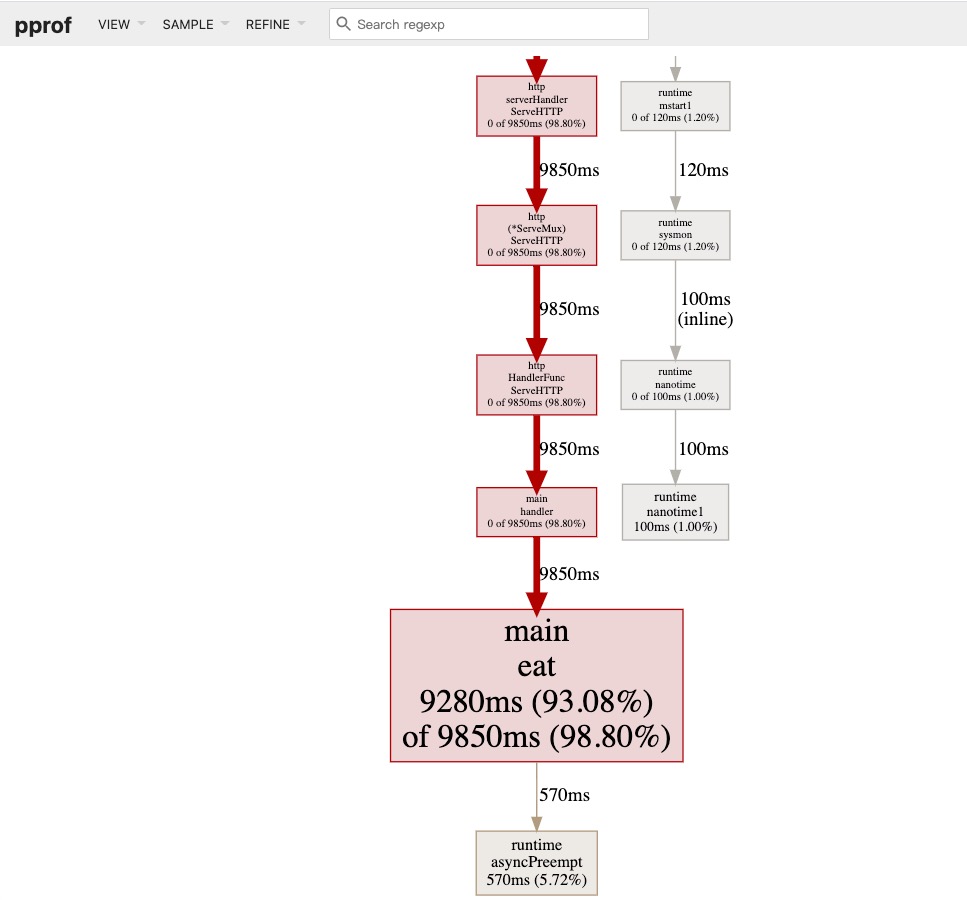 pprof
VIEW
SAMPLE
REFINE
Search regexp
http
serverHandler
ServeHTTP
0 of 9850ms (98.80%)
9850ms
http
(*ServeMux)
ServeHTTP
0 of 9850ms (98.80%)
9850ms
http
HandlerFunc
ServeHTTP
0 of 9850ms (98.80%)
9850ms
main
handler
0 of 9850ms (98.80%)
9850ms
main
eat
9280ms (93.08%)
of 9850ms (98.80%)
570ms
runtime
asyncPreempt
570ms (5.72%)
runtime
mstart1
0 of 120ms (1.20%)
120ms
runtime
sysmon
0 of 120ms (1.20%)
100ms
(inline)
runtime
nanotime
0 of 100ms (1.00%)
100ms
runtime
nanotime1
100ms (1.00%)